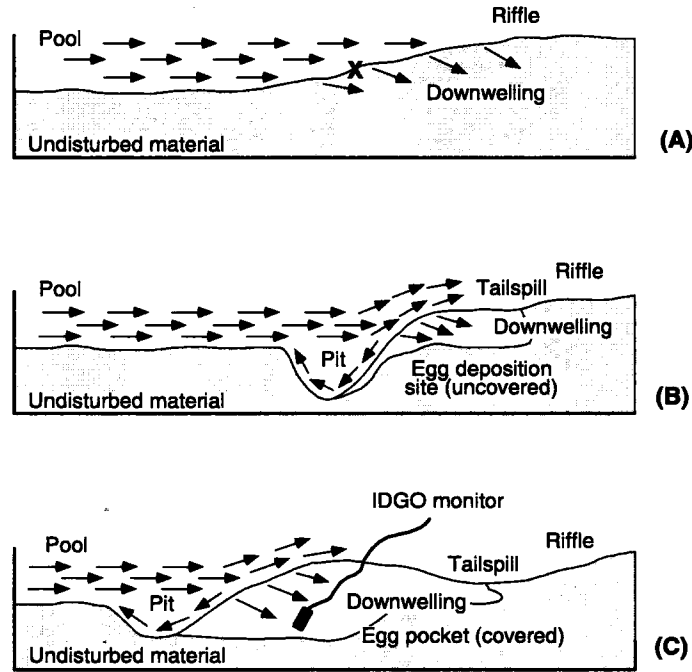 Riffle
Pool
X
Downwelling
Undisturbed material
(A)
Riffle
Pool
Tailspill
Downwelling
Pit
Egg deposition
site (uncovered)
Undisturbed material
(B)
IDGO monitor
Riffle
Pool
Tailspill
Pit
Downwelling
Egg pocket (covered)
Undisturbed material
(C)